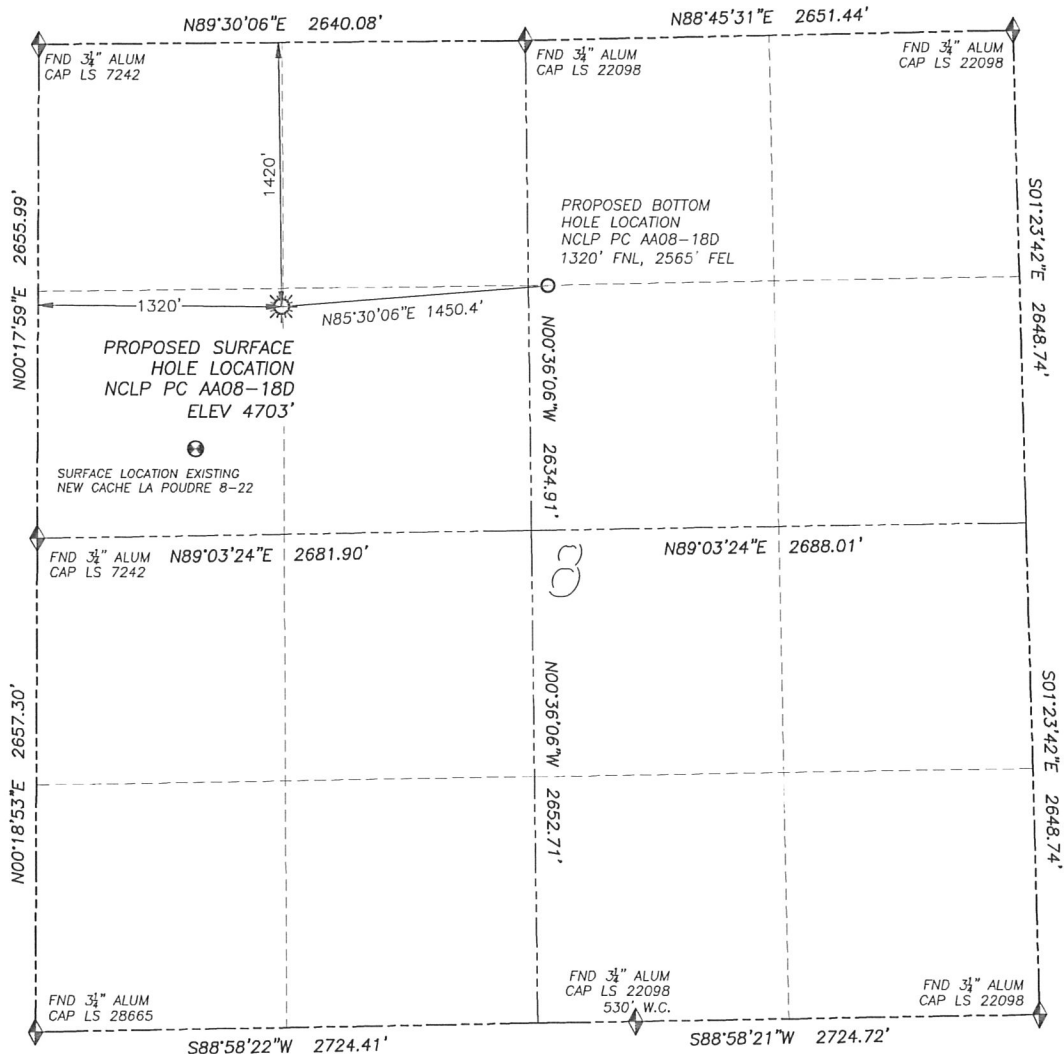 N89°30'06"E 2640.08'
N88°45'31"E 2651.44'
FND 3¼" ALUM
CAP LS 7242
FND 3¼" ALUM
CAP LS 22098
FND 3¼" ALUM
CAP LS 22098
1420'
N00°17'59"E 2655.99'
S01°23'42"E 2648.74'
PROPOSED BOTTOM
HOLE LOCATION
NCLP PC AA08-18D
1320' FNL, 2565' FEL
1320'
N85°30'06"E 1450.4'
PROPOSED SURFACE
HOLE LOCATION
NCLP PC AA08-18D
ELEV 4703'
N00°36'06"W 2634.91'
SURFACE LOCATION EXISTING
NEW CACHE LA POUDRE 8-22
FND 3¼" ALUM
CAP LS 7242
N89°03'24"E 2681.90'
N89°03'24"E 2688.01'
8
N00°18'53"E 2657.30'
N00°36'06"W 2652.71'
S01°23'42"E 2648.74'
FND 3¼" ALUM
CAP LS 28665
FND 3¼" ALUM
CAP LS 22098
530' W.C.
FND 3¼" ALUM
CAP LS 22098
S88°58'22"W 2724.41'
S88°58'21"W 2724.72'